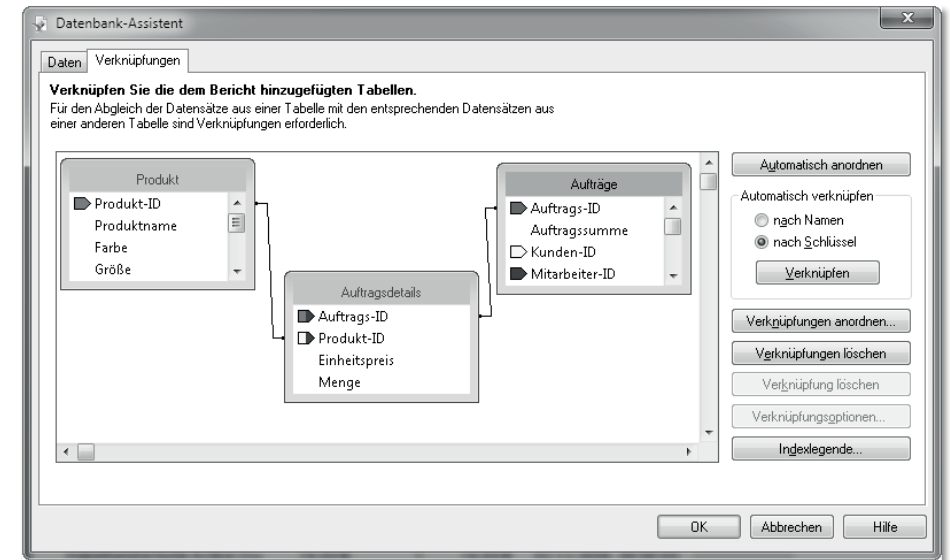 Datenbank-Assistent
x
Daten
Verknüpfungen
Verknüpfen Sie die dem Bericht hinzugefügten Tabellen.
Für den Abgleich der Datensätze aus einer Tabelle mit den entsprechenden Datensätzen aus
einer anderen Tabelle sind Verknüpfungen erforderlich.
Produkt
Produkt-ID
Produktname
Farbe
Größe
Auftragsdetails
Auftrags-ID
Produkt-ID
Einheitspreis
Menge
Aufträge
Auftrags-ID
Auftragssumme
Kunden-ID
Mitarbeiter-ID
Automatisch anordnen
Automatisch verknüpfen
nach Namen
nach Schlüssel
Verknüpfen
Verknüpfungen anordnen...
Verknüpfungen löschen
Verknüpfung löschen
Verknüpfungsoptionen...
Indexlegende...
OK
Abbrechen
Hilfe